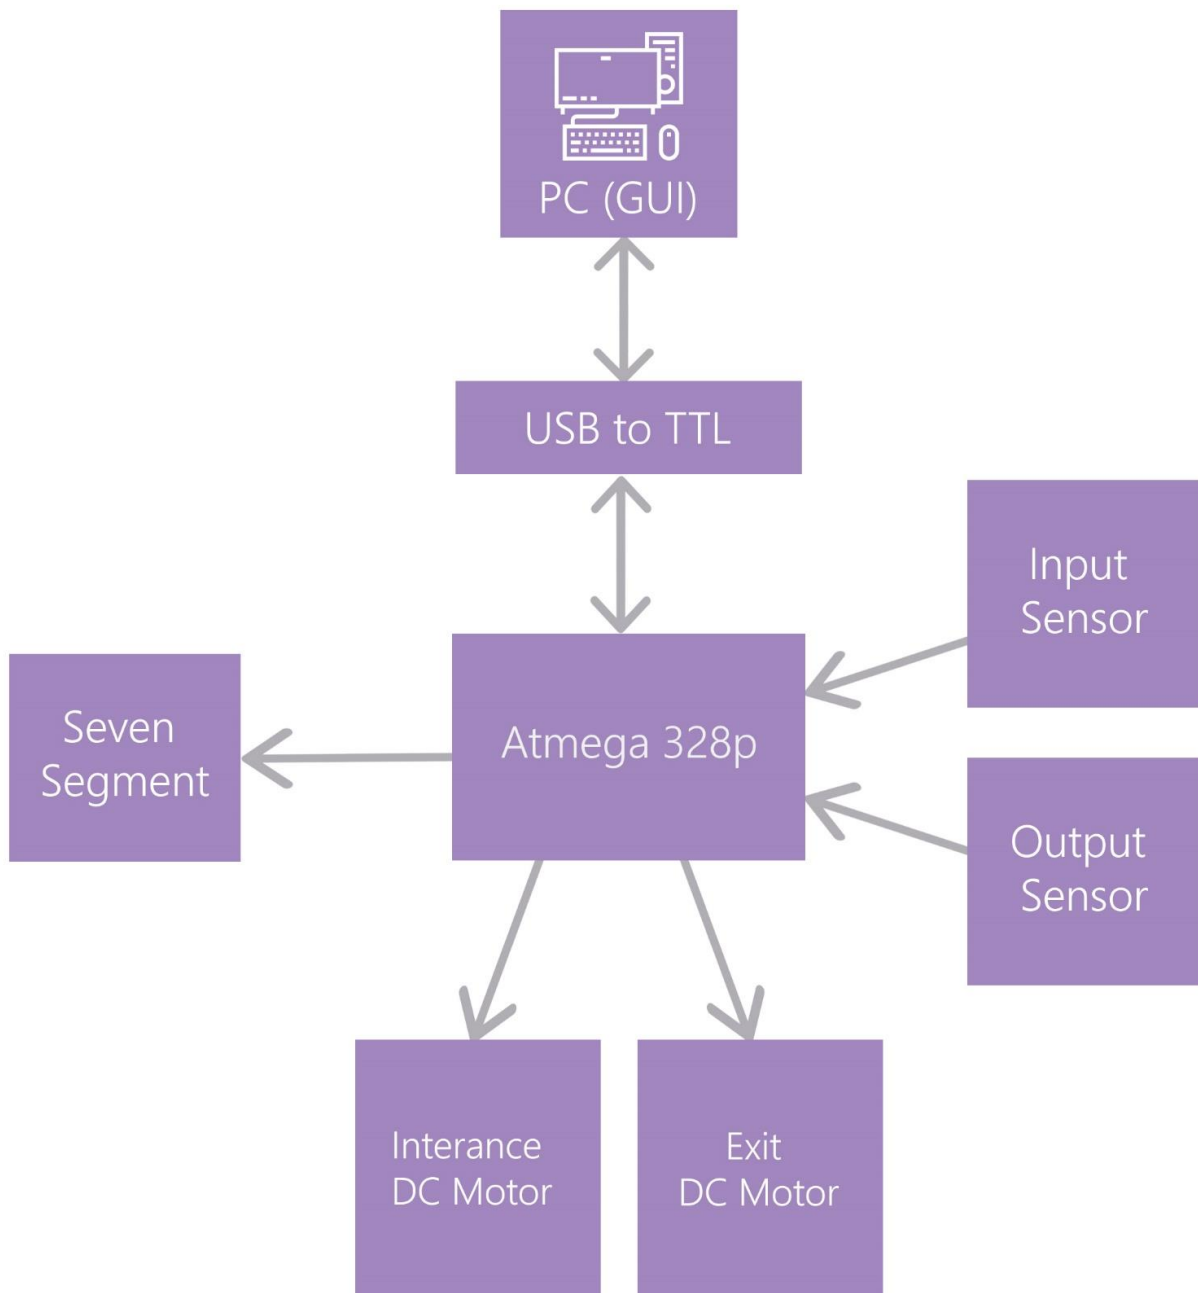 PC (GUI)
USB to TTL
Input
Sensor
Seven
Segment
Atmega 328p
Output
Sensor
Interance
DC Motor
Exit
DC Motor